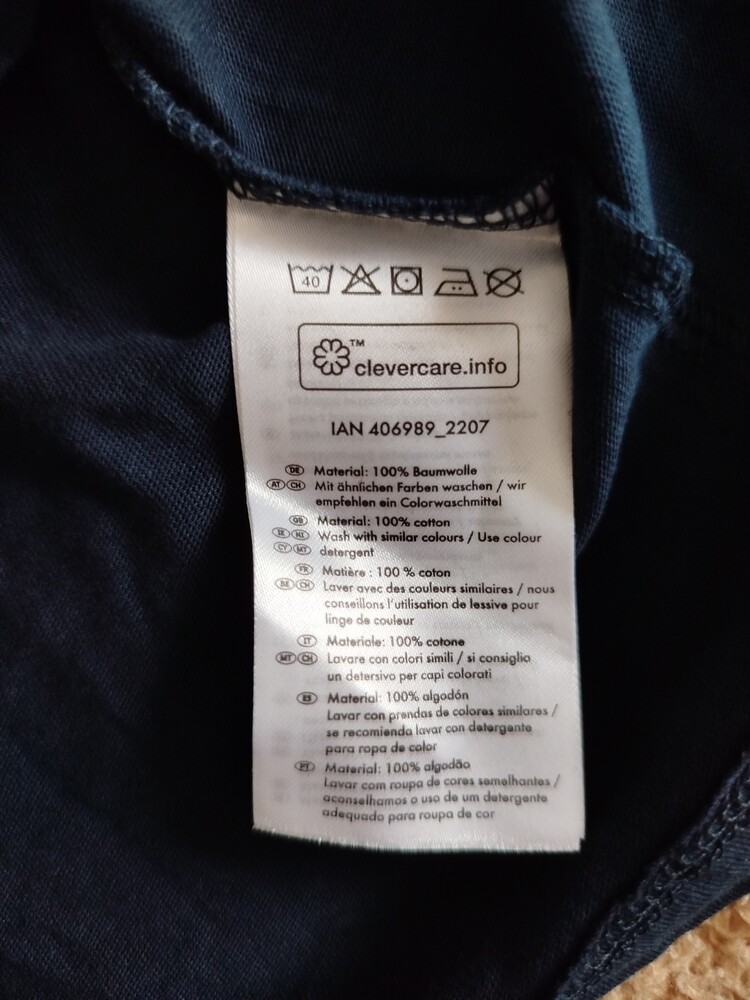 40
™
clevercare.info
IAN 406989_2207
DE Material: 100% Baumwolle
AT CH Mit ähnlichen Farben waschen / wir
empfehlen ein Colorwaschmittel
GB Material: 100% cotton
IE NI Wash with similar colours / Use colour
CY MT detergent
FR Matière : 100 % coton
BE CH Laver avec des couleurs similaires / nous
conseillons l'utilisation de lessive pour
linge de couleur
IT Materiale: 100% cotone
MT CH Lavare con colori simili / si consiglia
un detersivo per capi colorati
ES Material: 100% algodón
Lavar con prendas de colores similares /
se recomienda lavar con detergente
para ropa de color
PT Material: 100% algodão
Lavar com roupa de cores semelhantes /
aconselhamos o uso de um detergente
adequado para roupa de cor